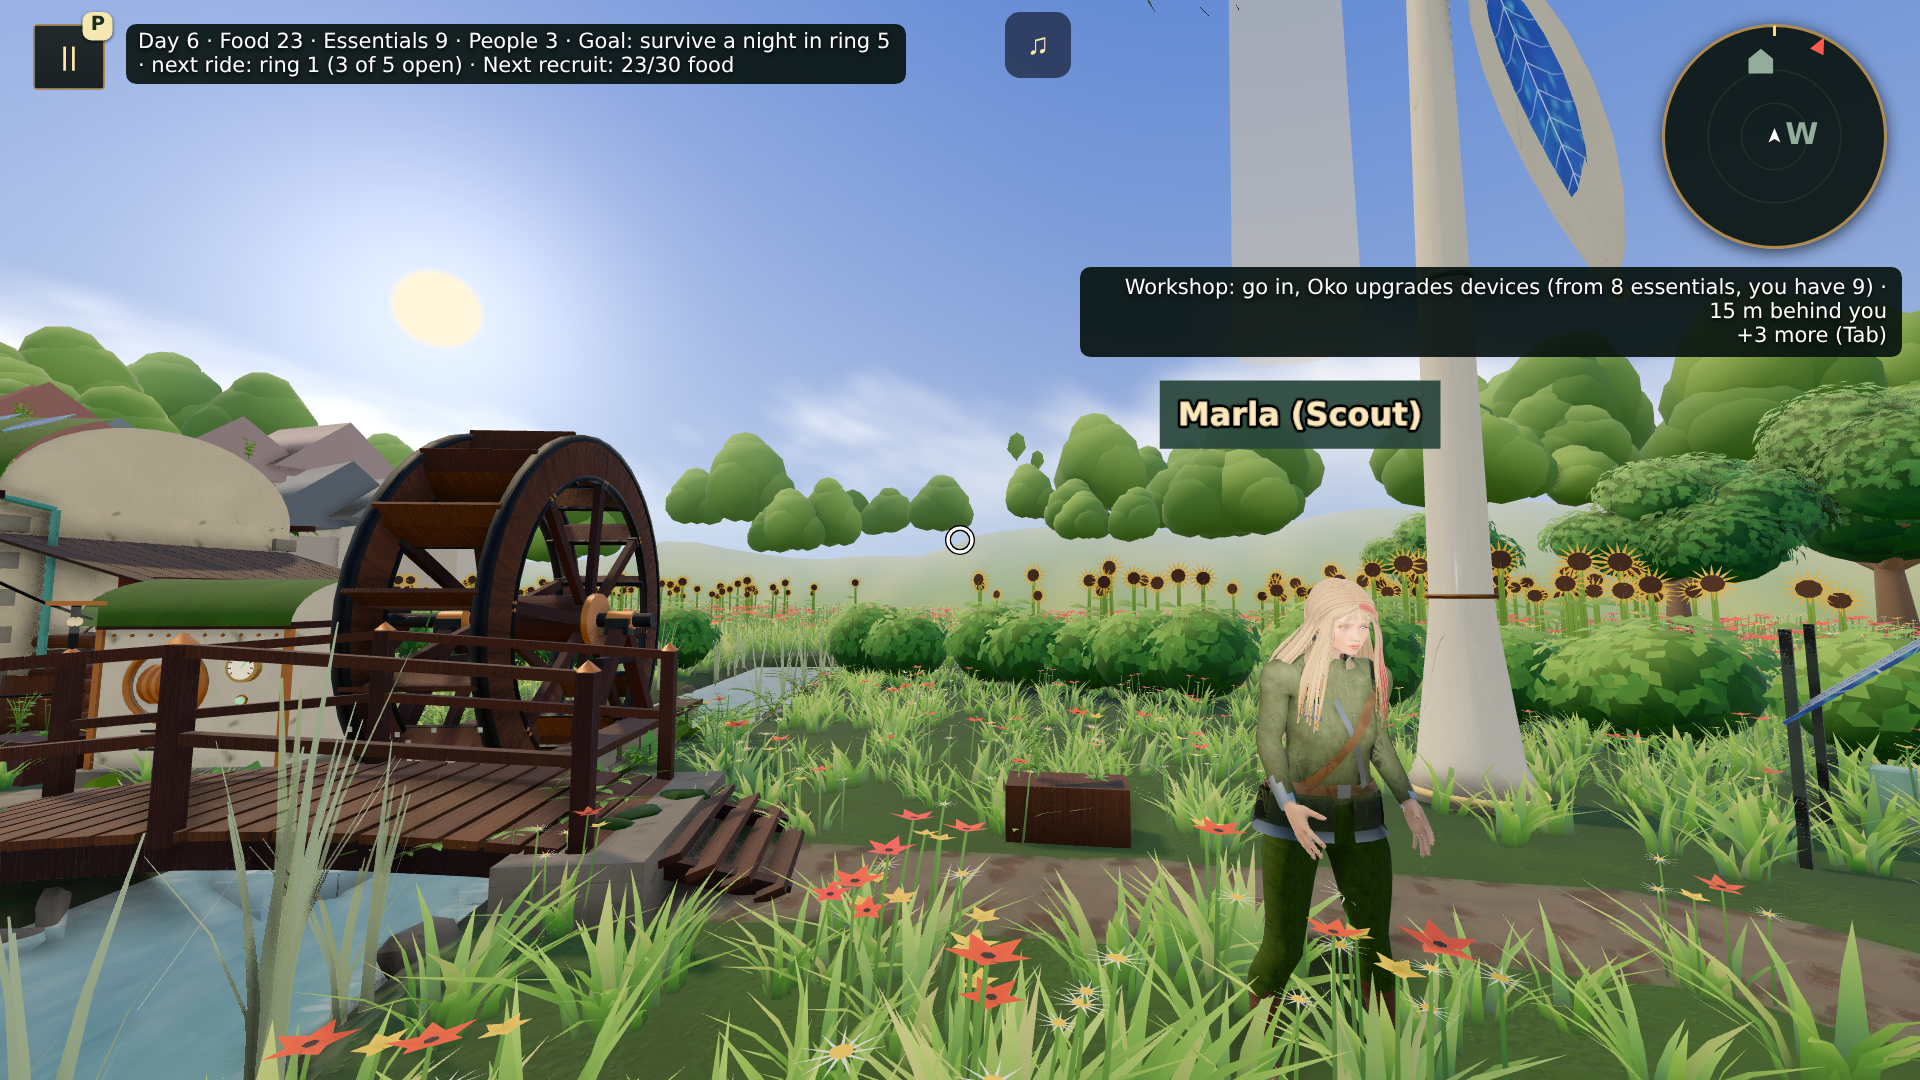 P
Day 6 · Food 23 · Essentials 9 · People 3 · Goal: survive a night in ring 5
· next ride: ring 1 (3 of 5 open) · Next recruit: 23/30 food
W
Workshop: go in, Oko upgrades devices (from 8 essentials, you have 9) ·
15 m behind you
+3 more (Tab)
Marla (Scout)